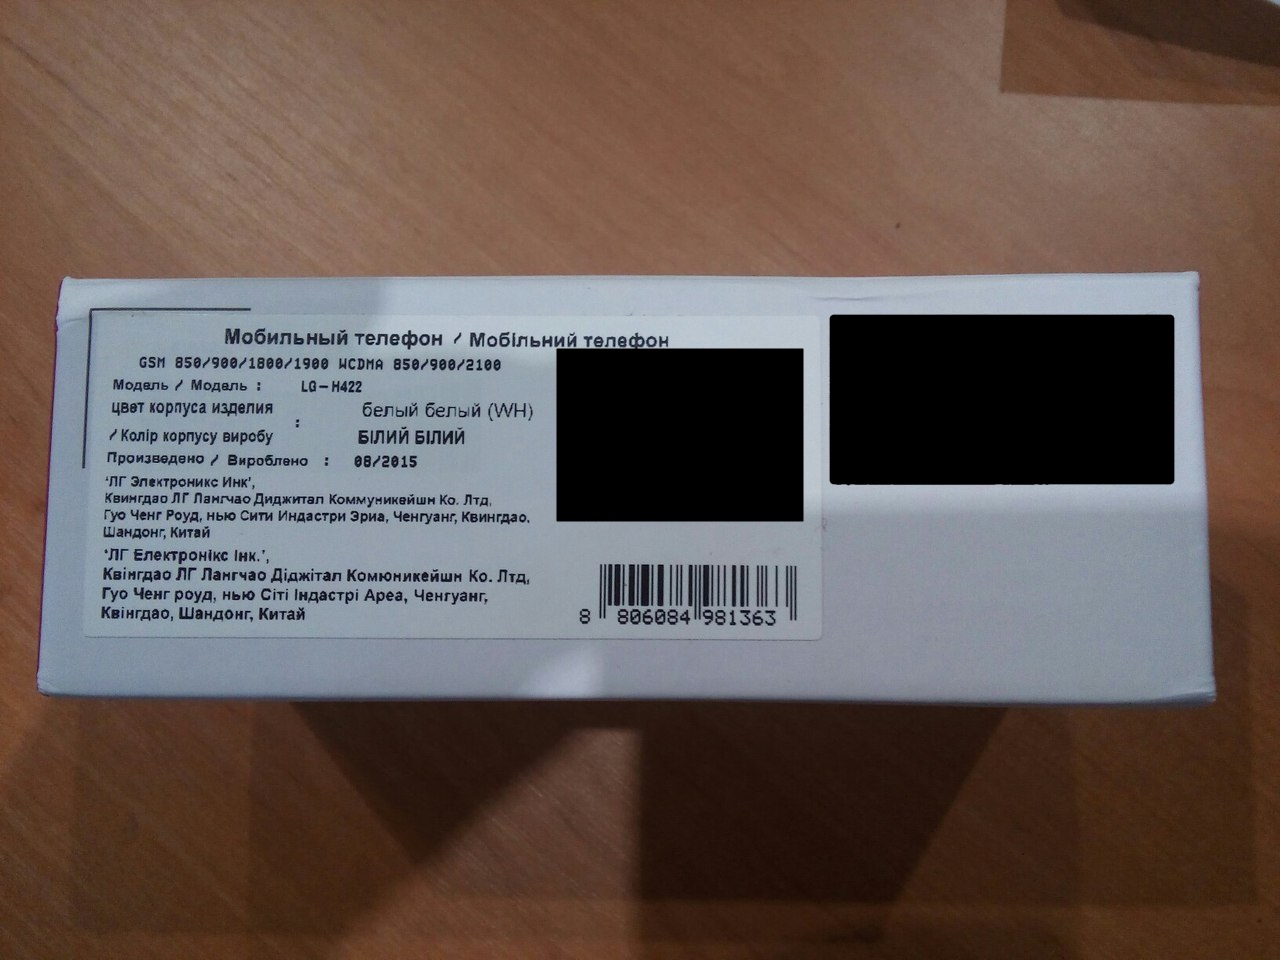 Мобильный телефон / Мобільний телефон
GSM 850/900/1800/1900 WCDMA 850/900/2100
Модель / Модель : LG-H422
цвет корпуса изделия : белый белый (WH)
/Колір корпусу виробу БІЛИЙ БІЛИЙ
Произведено / Вироблено : 08/2015
'ЛГ Электроникс Инк',
Квингдао ЛГ Лангчао Диджитал Коммуникейшн Ко. Лтд,
Гуо Ченг Роуд, нью Сити Индастри Эриа, Ченгуанг, Квингдао,
Шандонг, Китай
'ЛГ Електронікс Інк.',
Квінгдао ЛГ Лангчао Діджітал Комюникейшн Ко. Лтд,
Гуо Ченг роуд, нью Сіті Індастрі Ареа, Ченгуанг,
Квінгдао, Шандонг, Китай
8 806084 981363